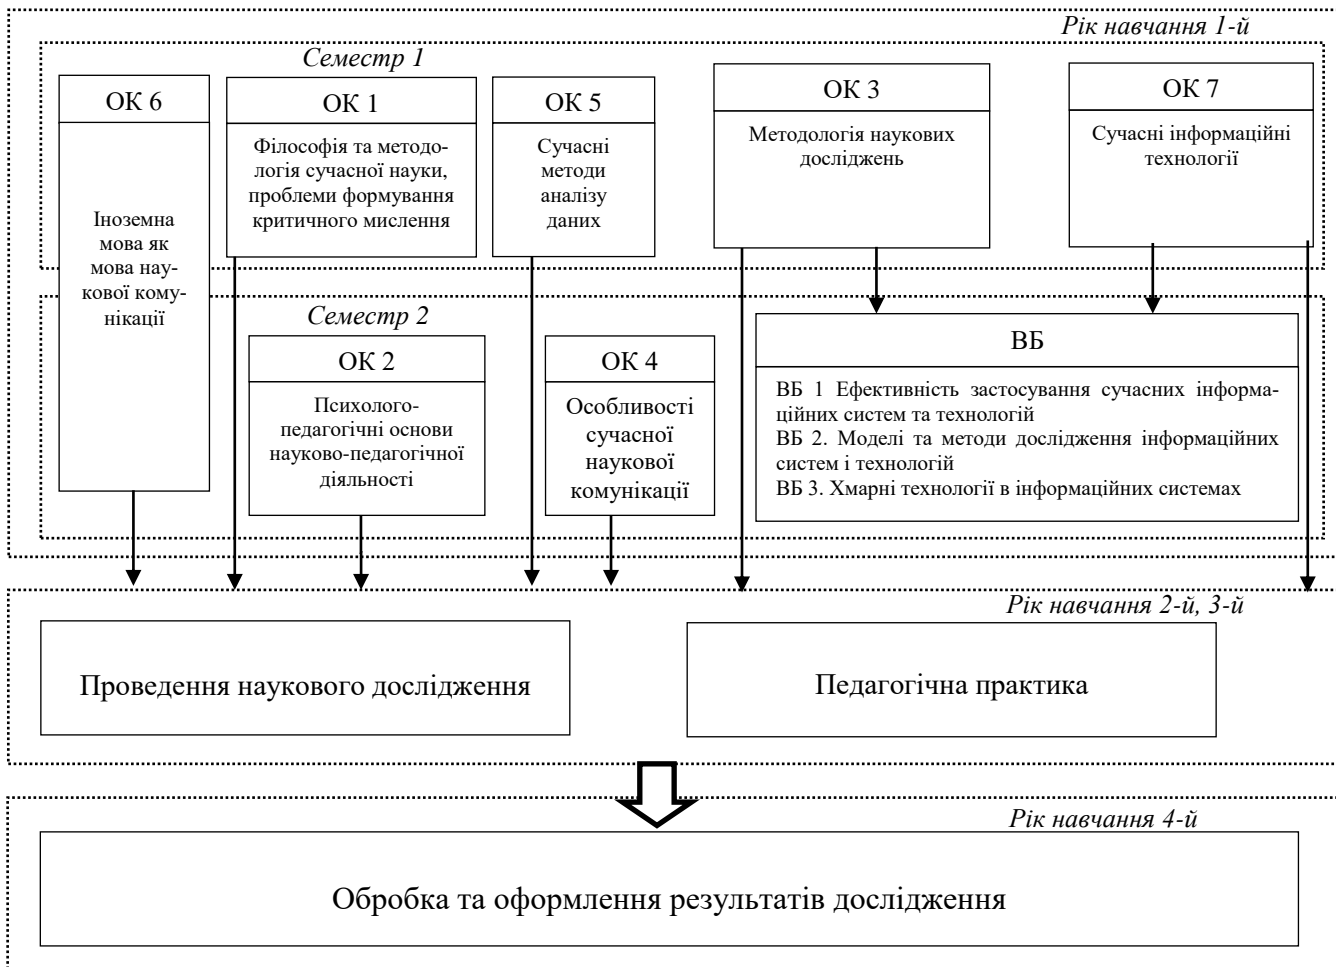 Рік навчання 1-й
Семестр 1
ОК 6
Іноземна
мова як
мова нау-
кової кому-
нікації
ОК 1
Філософія та методо-
логія сучасної науки,
проблеми формування
критичного мислення
ОК 5
Сучасні
методи
аналізу
даних
ОК 3
Методологія наукових
досліджень
ОК 7
Сучасні інформаційні
технології
Семестр 2
ОК 2
Психолого-
педагогічні основи
науково-педагогічної
діяльності
ОК 4
Особливості
сучасної
наукової
комунікації
ВБ
ВБ 1 Ефективність застосування сучасних інформа-
ційних систем та технологій
ВБ 2. Моделі та методи дослідження інформаційних
систем і технологій
ВБ 3. Хмарні технології в інформаційних системах
Рік навчання 2-й, 3-й
Проведення наукового дослідження
Педагогічна практика
Рік навчання 4-й
Обробка та оформлення результатів дослідження